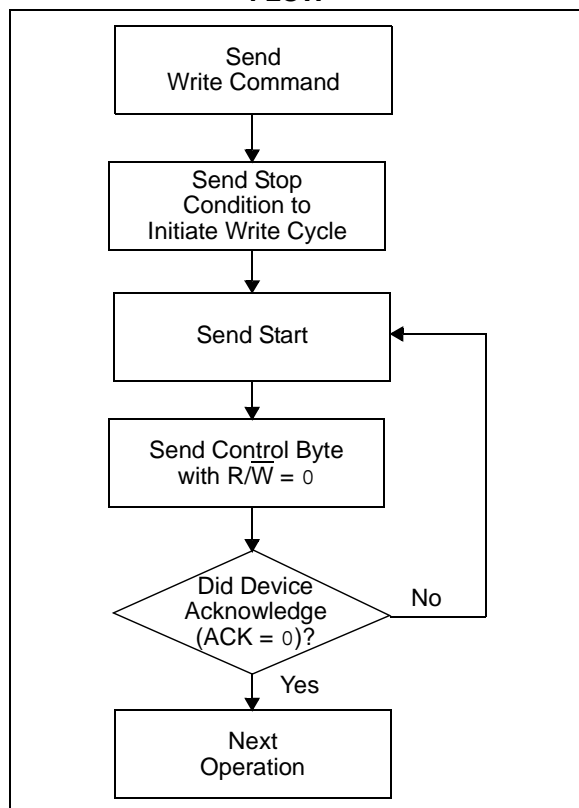 Send
Write Command
Send Stop
Condition to
Initiate Write Cycle
Send Start
Send Control Byte
with R/W̅ = 0
Did Device
Acknowledge
(ACK = 0)?
No
Yes
Next
Operation